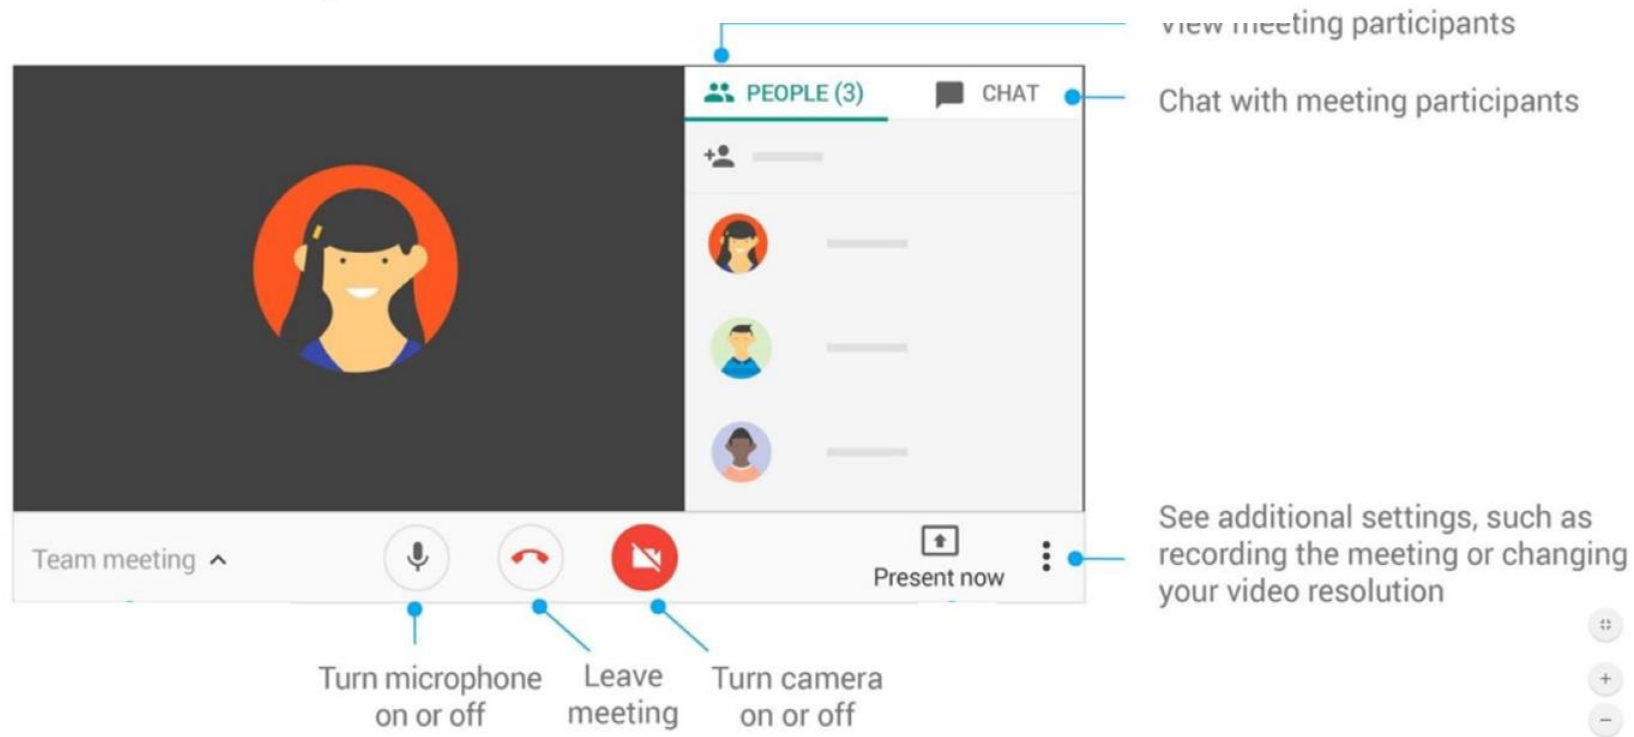 View meeting participants
PEOPLE (3)
CHAT
Chat with meeting participants
Team meeting
Present now
See additional settings, such as
recording the meeting or changing
your video resolution
Turn microphone
on or off
Leave
meeting
Turn camera
on or off